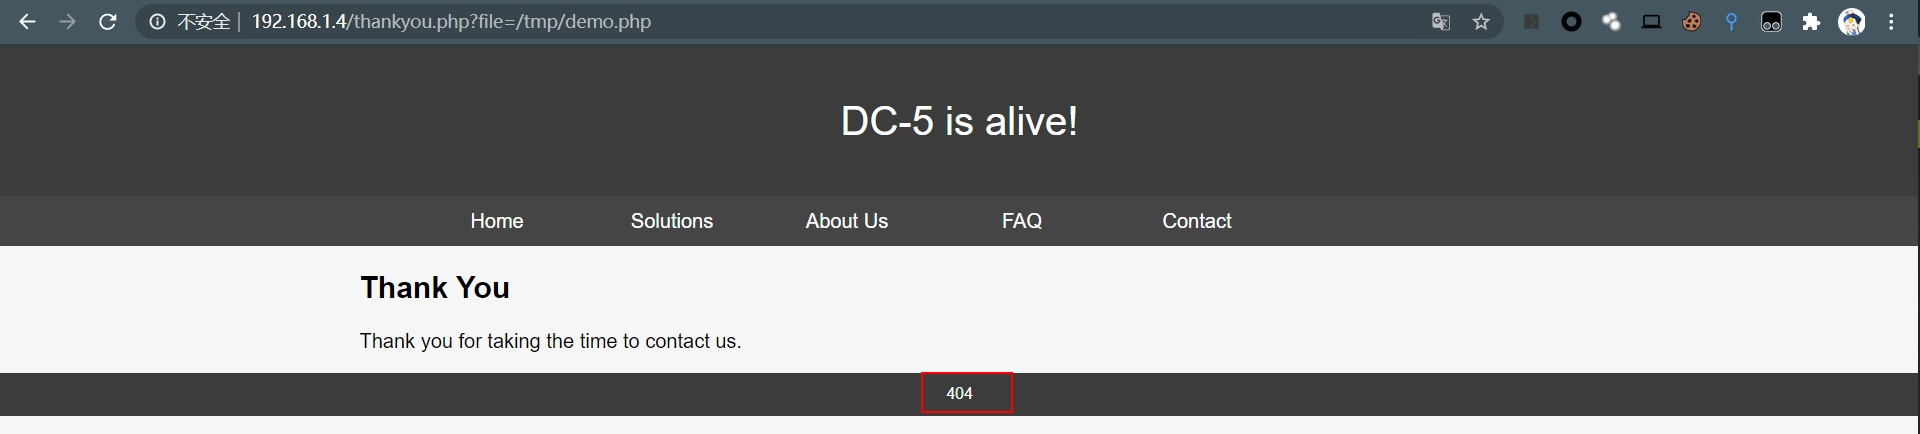 不安全 192.168.1.4/thankyou.php?file=/tmp/demo.php
DC-5 is alive!
Home Solutions About Us FAQ Contact
Thank You
Thank you for taking the time to contact us.
404